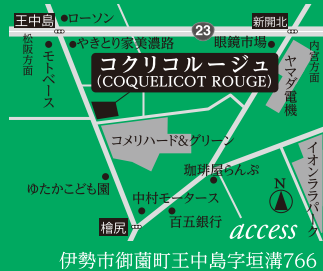 王中島
ローソン
23
新開北
松阪方面
やきとり家美濃路
眼鏡市場
内宮方面
モトベース
コクリコルージュ
(COQUELICOT ROUGE)
ヤマダ電機
コメリハード&グリーン
珈琲屋らんぷ
イオンララパーク
ゆたかこども園
中村モータース
N
檜尻
百五銀行
access
伊勢市御薗町王中島字垣溝766